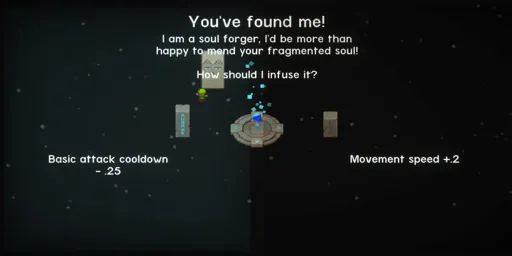 You've found me!
I am a soul forger, I'd be more than
happy to mend your fragmented soul!
How should I infuse it?
Basic attack cooldown
- .25
Movement speed +.2